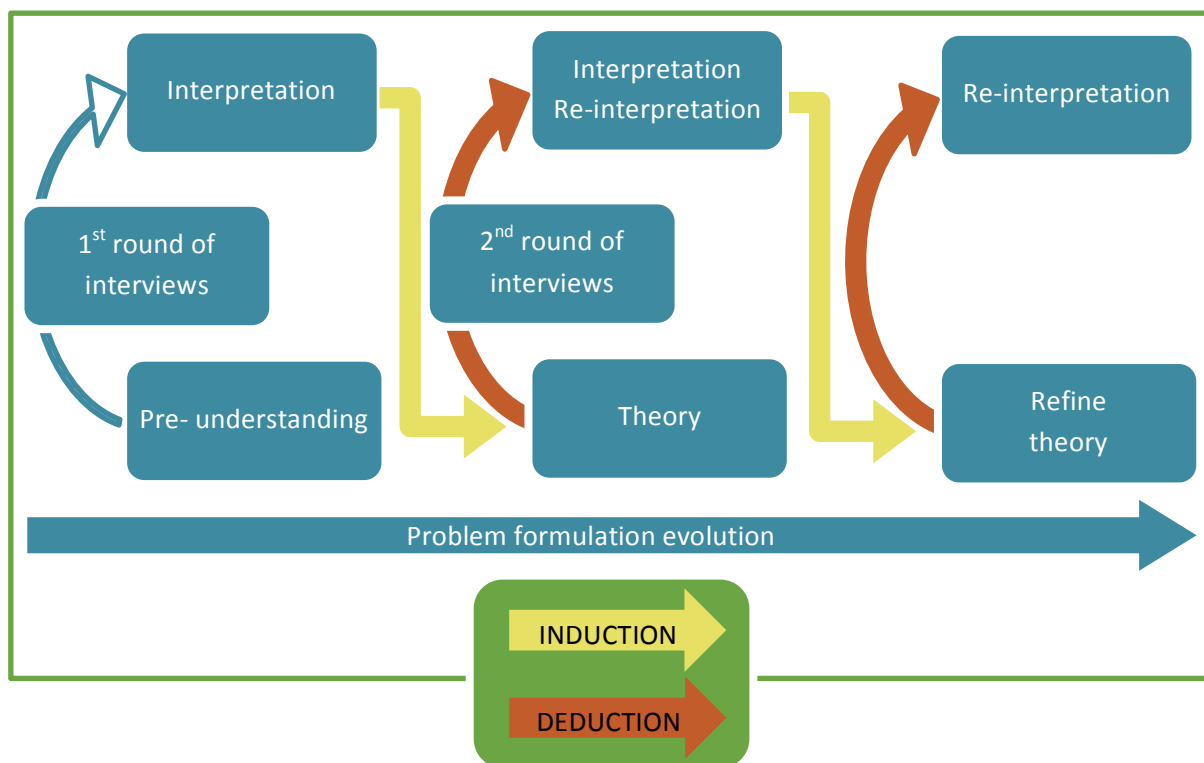 Interpretation
1st round of
interviews
Pre- understanding
Interpretation
Re-interpretation
2nd round of
interviews
Theory
Re-interpretation
Refine
theory
Problem formulation evolution
INDUCTION
DEDUCTION